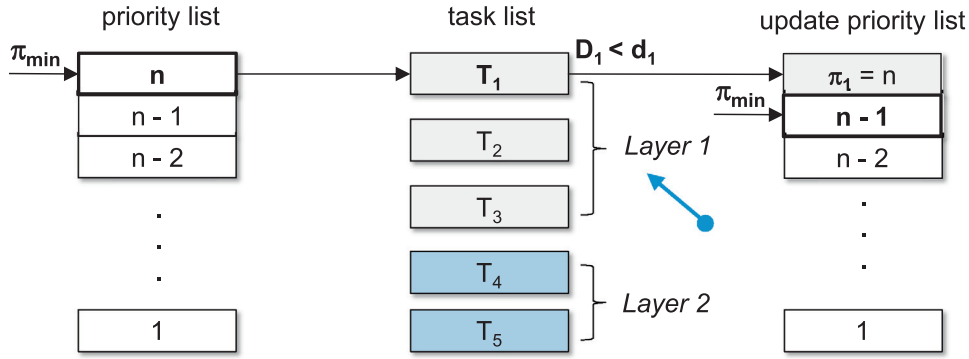 priority list
task list
update priority list
π_min
n
T_1
D_1 < d_1
π_1 = n
n - 1
π_min
n - 1
n - 2
T_2
Layer 1
n - 2
T_3
T_4
Layer 2
1
T_5
1